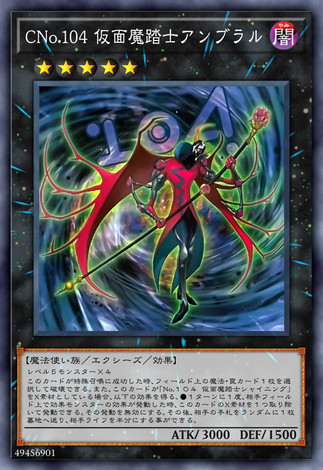 CNo.104 仮面魔踏士アンブラル
闇
104
【魔法使い族/エクシーズ/効果】
レベル5モンスター×4
このカードが特殊召喚に成功した時、フィールド上の魔法・罠カード1枚を選
択して破壊できる。また、このカードが「No.104 仮面魔踏士シャイニング」
をX素材としている場合、以下の効果を得る。●1ターンに1度、相手フィール
ド上で効果モンスターの効果が発動した時、このカードのX素材を1つ取り除
いて発動できる。その発動を無効にする。その後、相手の手札をランダムに1枚
墓地へ送り、相手ライフを半分にする事ができる。
ATK/3000 DEF/1500
49456901